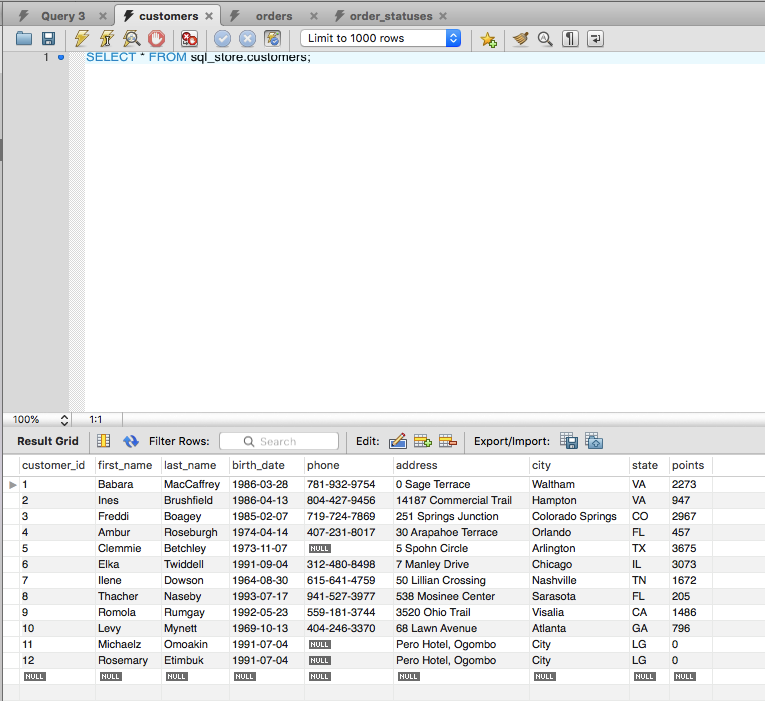 Query 3 customers orders order_statuses
Limit to 1000 rows
1 SELECT * FROM sql_store.customers;
100% 1:1
Result Grid Filter Rows: Search Edit: Export/Import:
customer_id first_name last_name birth_date phone address city state points
1 Babara MacCaffrey 1986-03-28 781-932-9754 0 Sage Terrace Waltham VA 2273
2 Ines Brushfield 1986-04-13 804-427-9456 14187 Commercial Trail Hampton VA 947
3 Freddi Boagey 1985-02-07 719-724-7869 251 Springs Junction Colorado Springs CO 2967
4 Ambur Roseburgh 1974-04-14 407-231-8017 30 Arapahoe Terrace Orlando FL 457
5 Clemmie Betchley 1973-11-07 NULL 5 Spohn Circle Arlington TX 3675
6 Elka Twiddell 1991-09-04 312-480-8498 7 Manley Drive Chicago IL 3073
7 Ilene Dowson 1964-08-30 615-641-4759 50 Lillian Crossing Nashville TN 1672
8 Thacher Naseby 1993-07-17 941-527-3977 538 Mosinee Center Sarasota FL 205
9 Romola Rumgay 1992-05-23 559-181-3744 3520 Ohio Trail Visalia CA 1486
10 Levy Mynett 1969-10-13 404-246-3370 68 Lawn Avenue Atlanta GA 796
11 Michaelz Omoakin 1991-07-04 NULL Pero Hotel, Ogombo City LG 0
12 Rosemary Etimbuk 1991-07-04 NULL Pero Hotel, Ogombo City LG 0
NULL NULL NULL NULL NULL NULL NULL NULL NULL